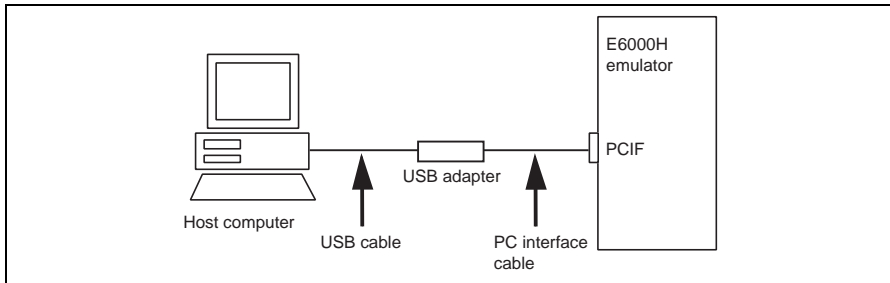 E6000H
emulator
PCIF
USB adapter
Host computer
USB cable
PC interface
cable